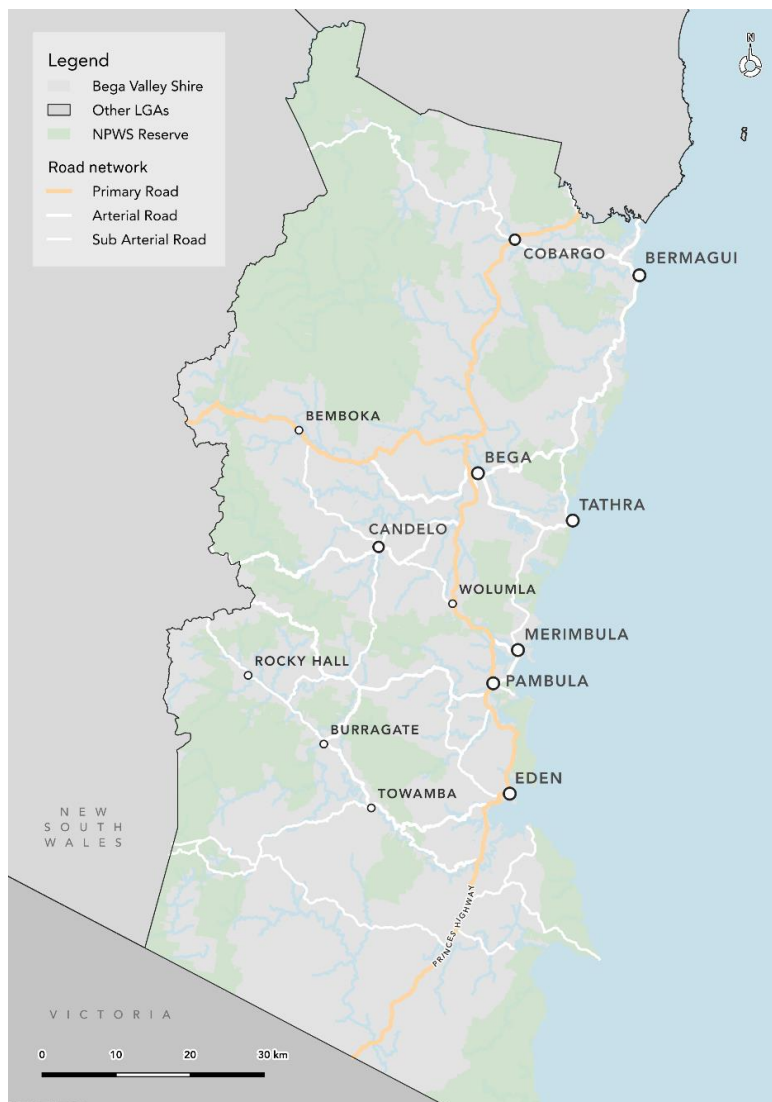 Legend
Bega Valley Shire
Other LGAs
NPWS Reserve
Road network
Primary Road
Arterial Road
Sub Arterial Road
N
COBARGO
BERMAGUI
BEMBOKA
BEGA
TATHRA
CANDELO
WOLUMLA
MERIMBULA
ROCKY HALL
PAMBULA
BURRAGATE
EDEN
TOWAMBA
NEW
SOUTH
WALES
PRINCES HIGHWAY
VICTORIA
0 10 20 30 km